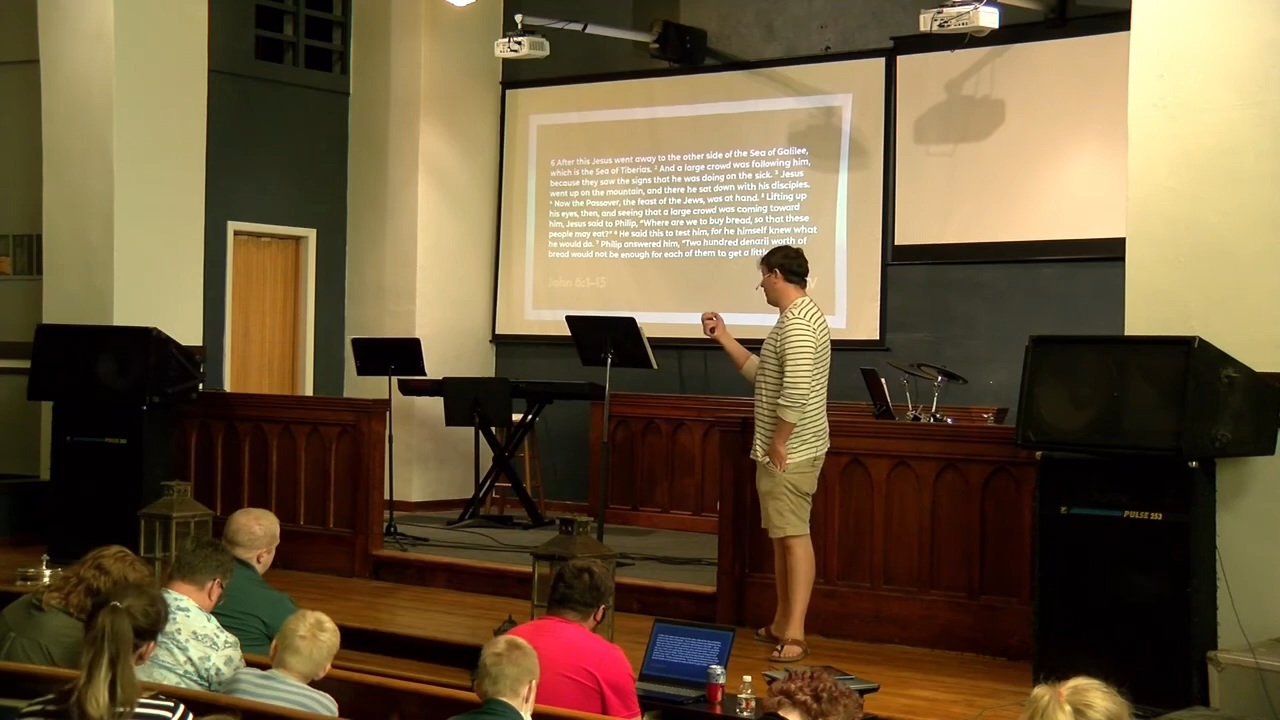 6 After this Jesus went away to the other side of the Sea of Galilee,
which is the Sea of Tiberias. 2 And a large crowd was following him,
because they saw the signs that he was doing on the sick. 3 Jesus
went up on the mountain, and there he sat down with his disciples.
4 Now the Passover, the feast of the Jews, was at hand. 5 Lifting up
his eyes, then, and seeing that a large crowd was coming toward
him, Jesus said to Philip, "Where are we to buy bread, so that these
people may eat?" 6 He said this to test him, for he himself knew what
he would do. 7 Philip answered him, "Two hundred denarii worth of
bread would not be enough for each of them to get a
John 6:1-15
PULSE 253